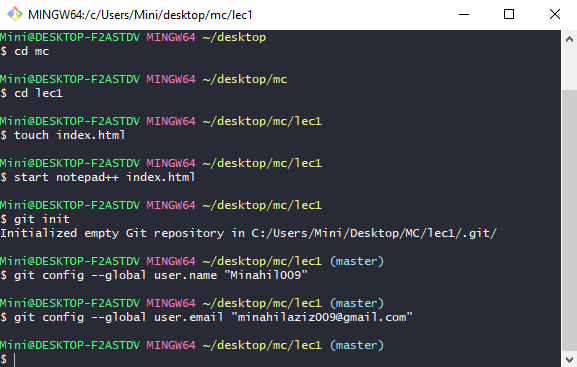 MINGW64:/c/Users/Mini/desktop/mc/lec1
Mini@DESKTOP-F2ASTDV MINGW64 ~/desktop
$ cd mc
Mini@DESKTOP-F2ASTDV MINGW64 ~/desktop/mc
$ cd lec1
Mini@DESKTOP-F2ASTDV MINGW64 ~/desktop/mc/lec1
$ touch index.html
Mini@DESKTOP-F2ASTDV MINGW64 ~/desktop/mc/lec1
$ start notepad++ index.html
Mini@DESKTOP-F2ASTDV MINGW64 ~/desktop/mc/lec1
$ git init
Initialized empty Git repository in C:/Users/Mini/Desktop/MC/lec1/.git/
Mini@DESKTOP-F2ASTDV MINGW64 ~/desktop/mc/lec1 (master)
$ git config --global user.name "Minahil009"
Mini@DESKTOP-F2ASTDV MINGW64 ~/desktop/mc/lec1 (master)
$ git config --global user.email "minahilaziz009@gmail.com"
Mini@DESKTOP-F2ASTDV MINGW64 ~/desktop/mc/lec1 (master)
$